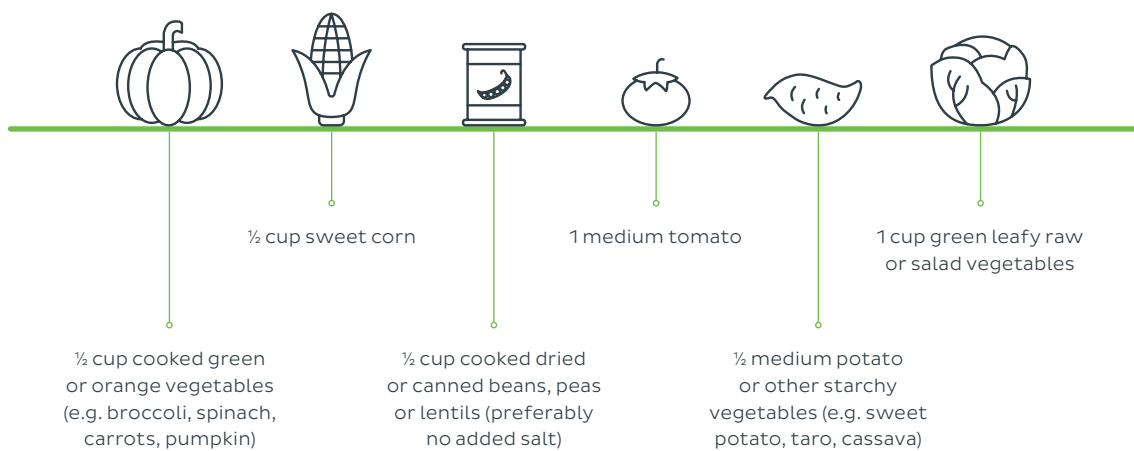 ½ cup sweet corn
1 medium tomato
1 cup green leafy raw
or salad vegetables
½ cup cooked green
or orange vegetables
(e.g. broccoli, spinach,
carrots, pumpkin)
½ cup cooked dried
or canned beans, peas
or lentils (preferably
no added salt)
½ medium potato
or other starchy
vegetables (e.g. sweet
potato, taro, cassava)